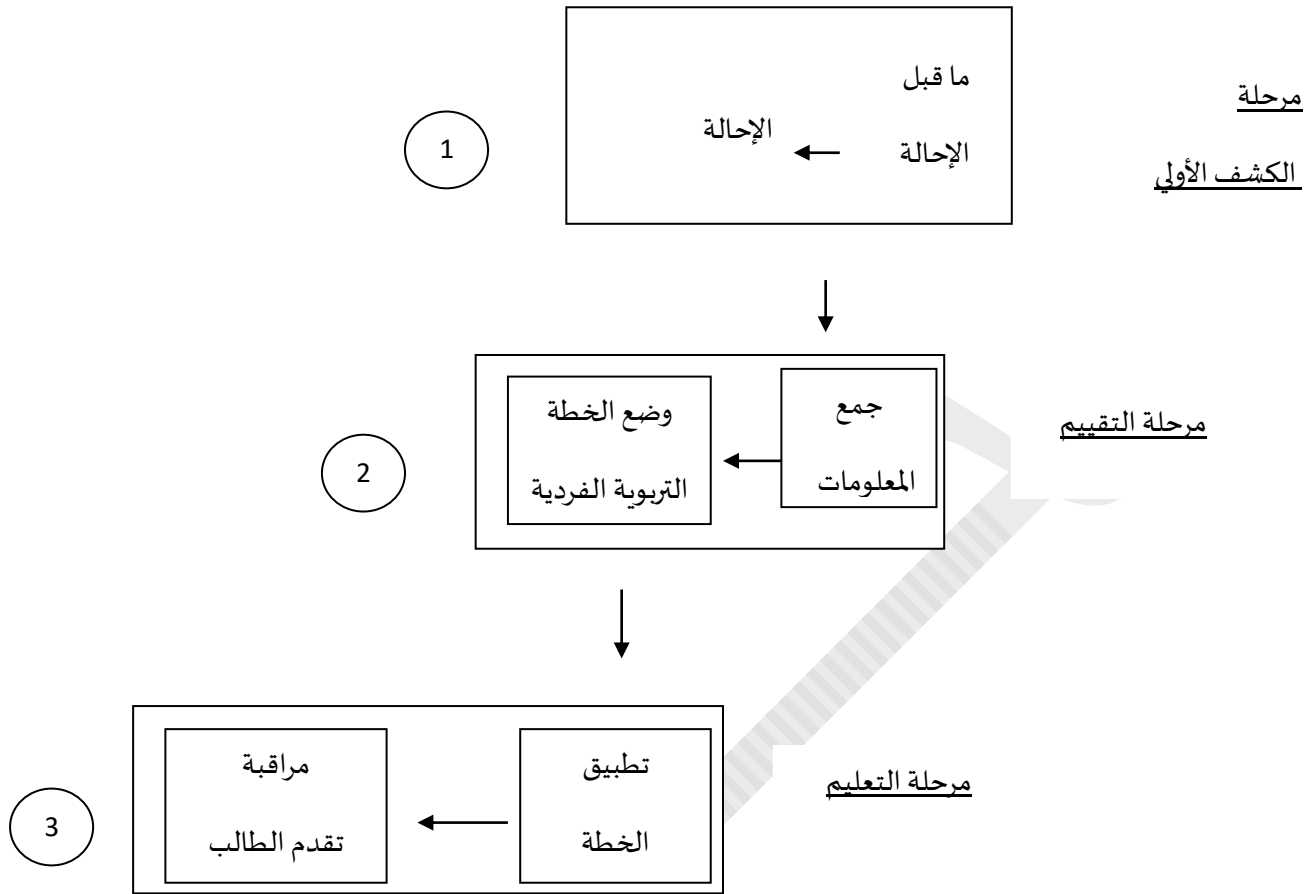 مرحلة
الكشف الأولي
ما قبل
الإحالة
الإحالة
1
مرحلة التقييم
جمع
المعلومات
وضع الخطة
التربوية الفردية
2
مرحلة التعليم
تطبيق
الخطة
مراقبة
تقدم الطالب
3